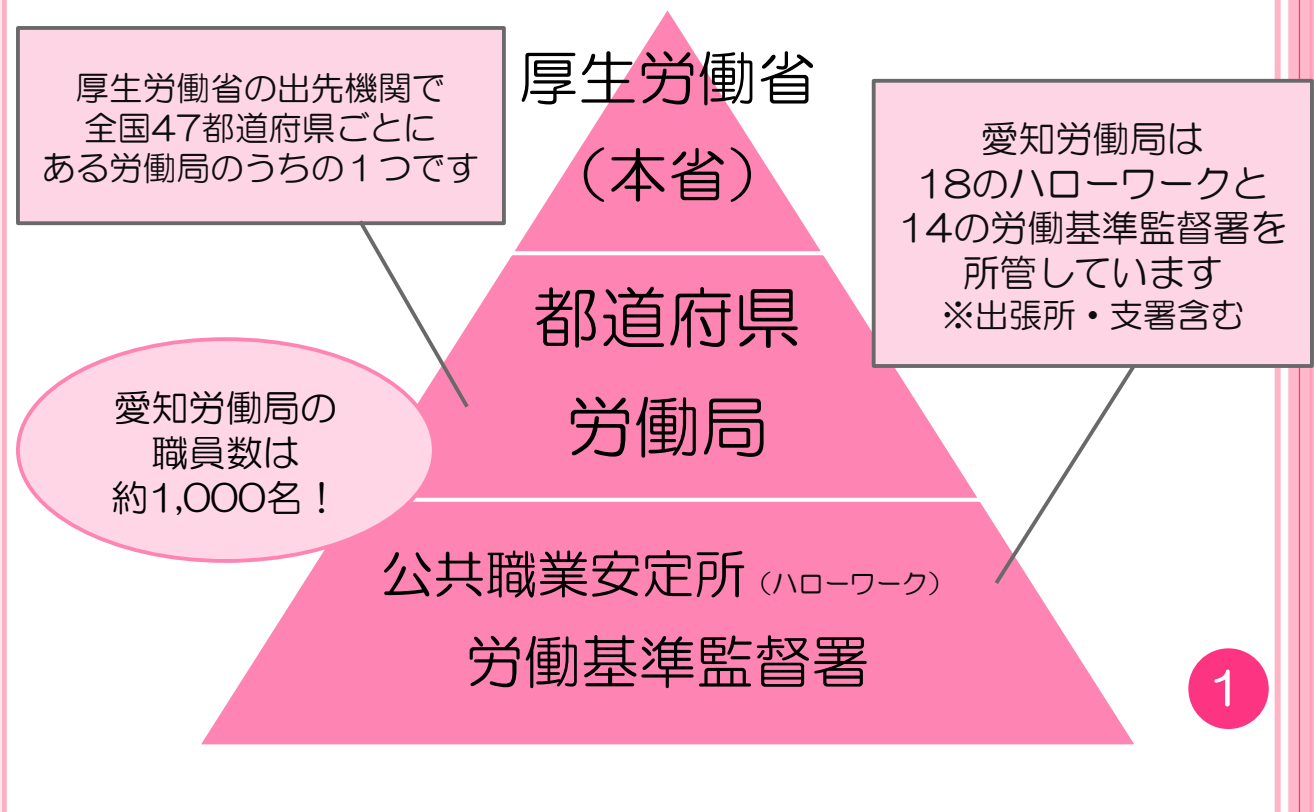 厚生労働省の出先機関で
全国47都道府県ごとに
ある労働局のうちの１つです
厚生労働省
（本省）
愛知労働局は
18のハローワークと
14の労働基準監督署を
所管しています
※出張所・支署含む
都道府県
労働局
愛知労働局の
職員数は
約1,000名！
公共職業安定所（ハローワーク）
労働基準監督署
1